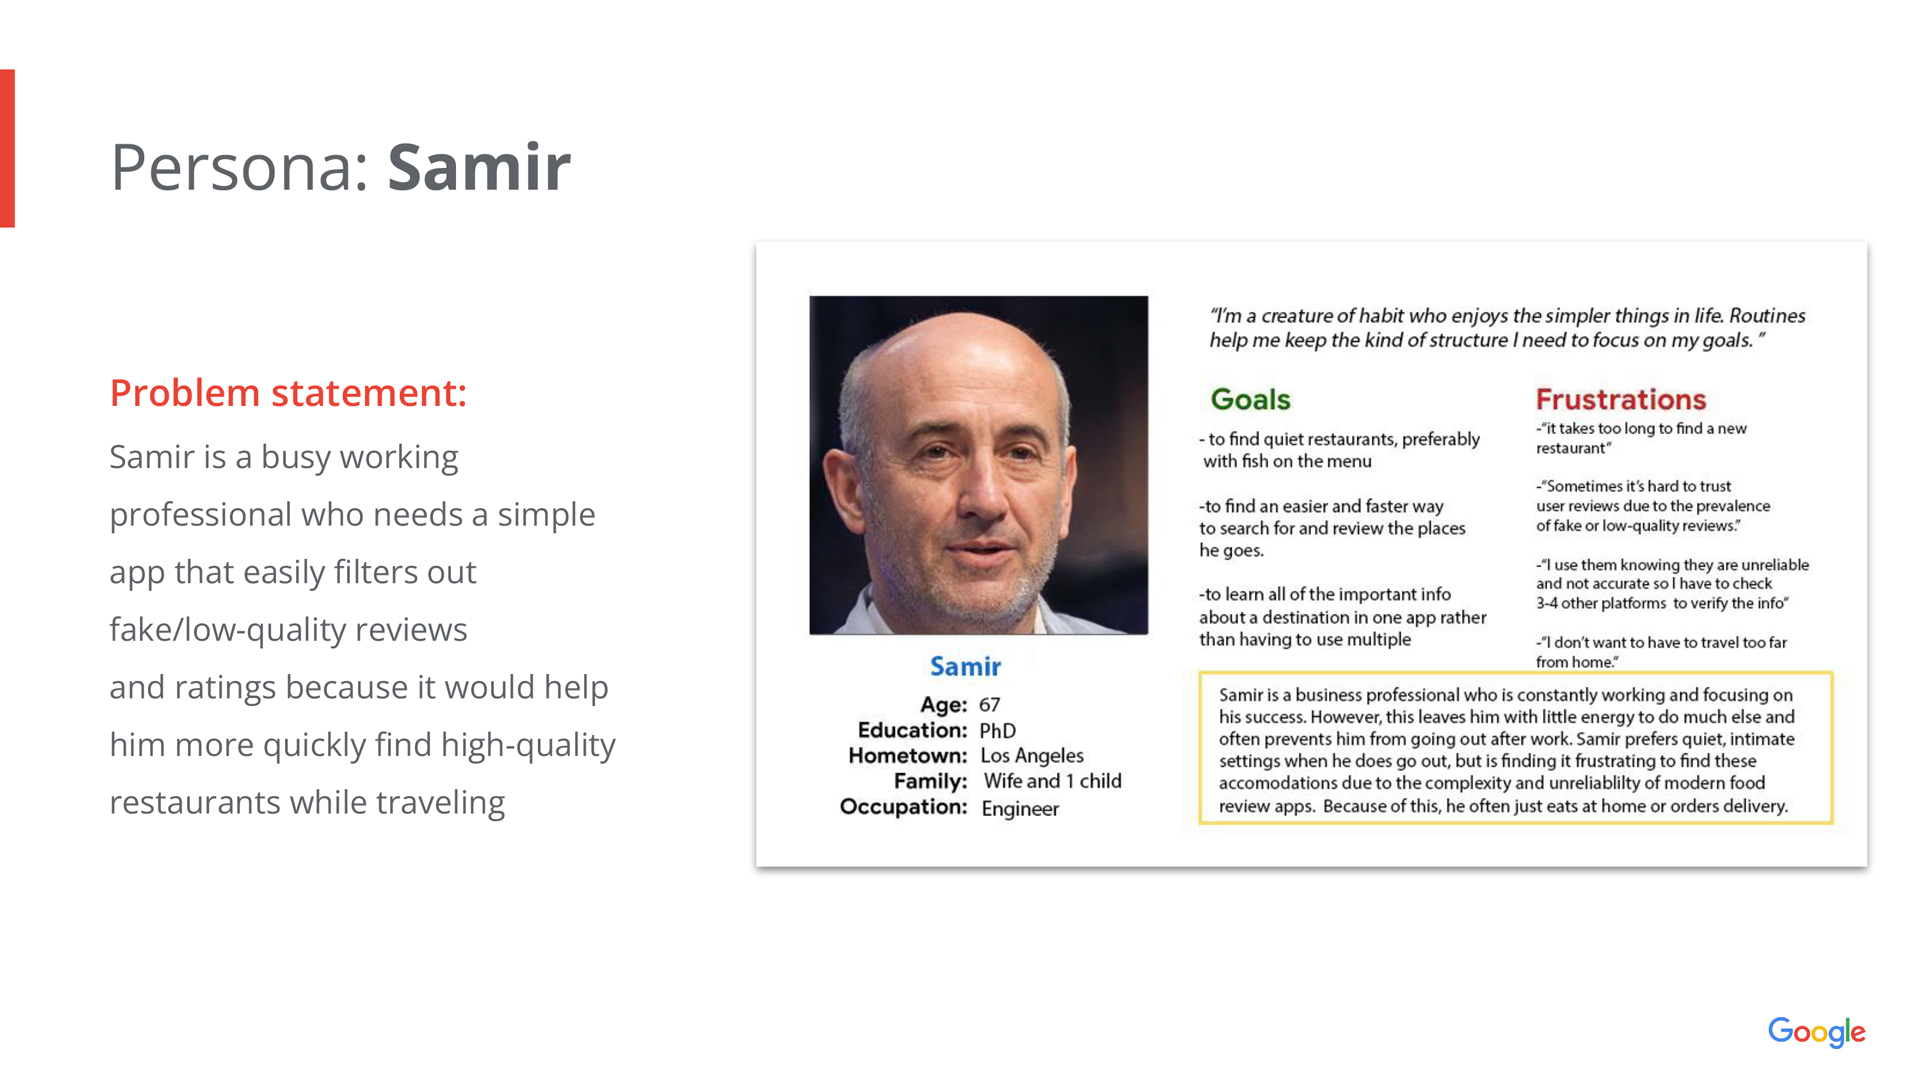 Persona: Samir
Problem statement:
Samir is a busy working
professional who needs a simple
app that easily filters out
fake/low-quality reviews
and ratings because it would help
him more quickly find high-quality
restaurants while traveling
Samir
Age: 67
Education: PhD
Hometown: Los Angeles
Family: Wife and 1 child
Occupation: Engineer
“I’m a creature of habit who enjoys the simpler things in life. Routines
help me keep the kind of structure I need to focus on my goals. ”
Goals
- to find quiet restaurants, preferably
with fish on the menu
-to find an easier and faster way
to search for and review the places
he goes.
-to learn all of the important info
about a destination in one app rather
than having to use multiple
Frustrations
-“it takes too long to find a new
restaurant”
-“Sometimes it’s hard to trust
user reviews due to the prevalence
of fake or low-quality reviews.”
-“I use them knowing they are unreliable
and not accurate so I have to check
3-4 other platforms to verify the info“
-“I don’t want to have to travel too far
from home.”
Samir is a business professional who is constantly working and focusing on
his success. However, this leaves him with little energy to do much else and
often prevents him from going out after work. Samir prefers quiet, intimate
settings when he does go out, but is finding it frustrating to find these
accomodations due to the complexity and unreliablilty of modern food
review apps. Because of this, he often just eats at home or orders delivery.
Google